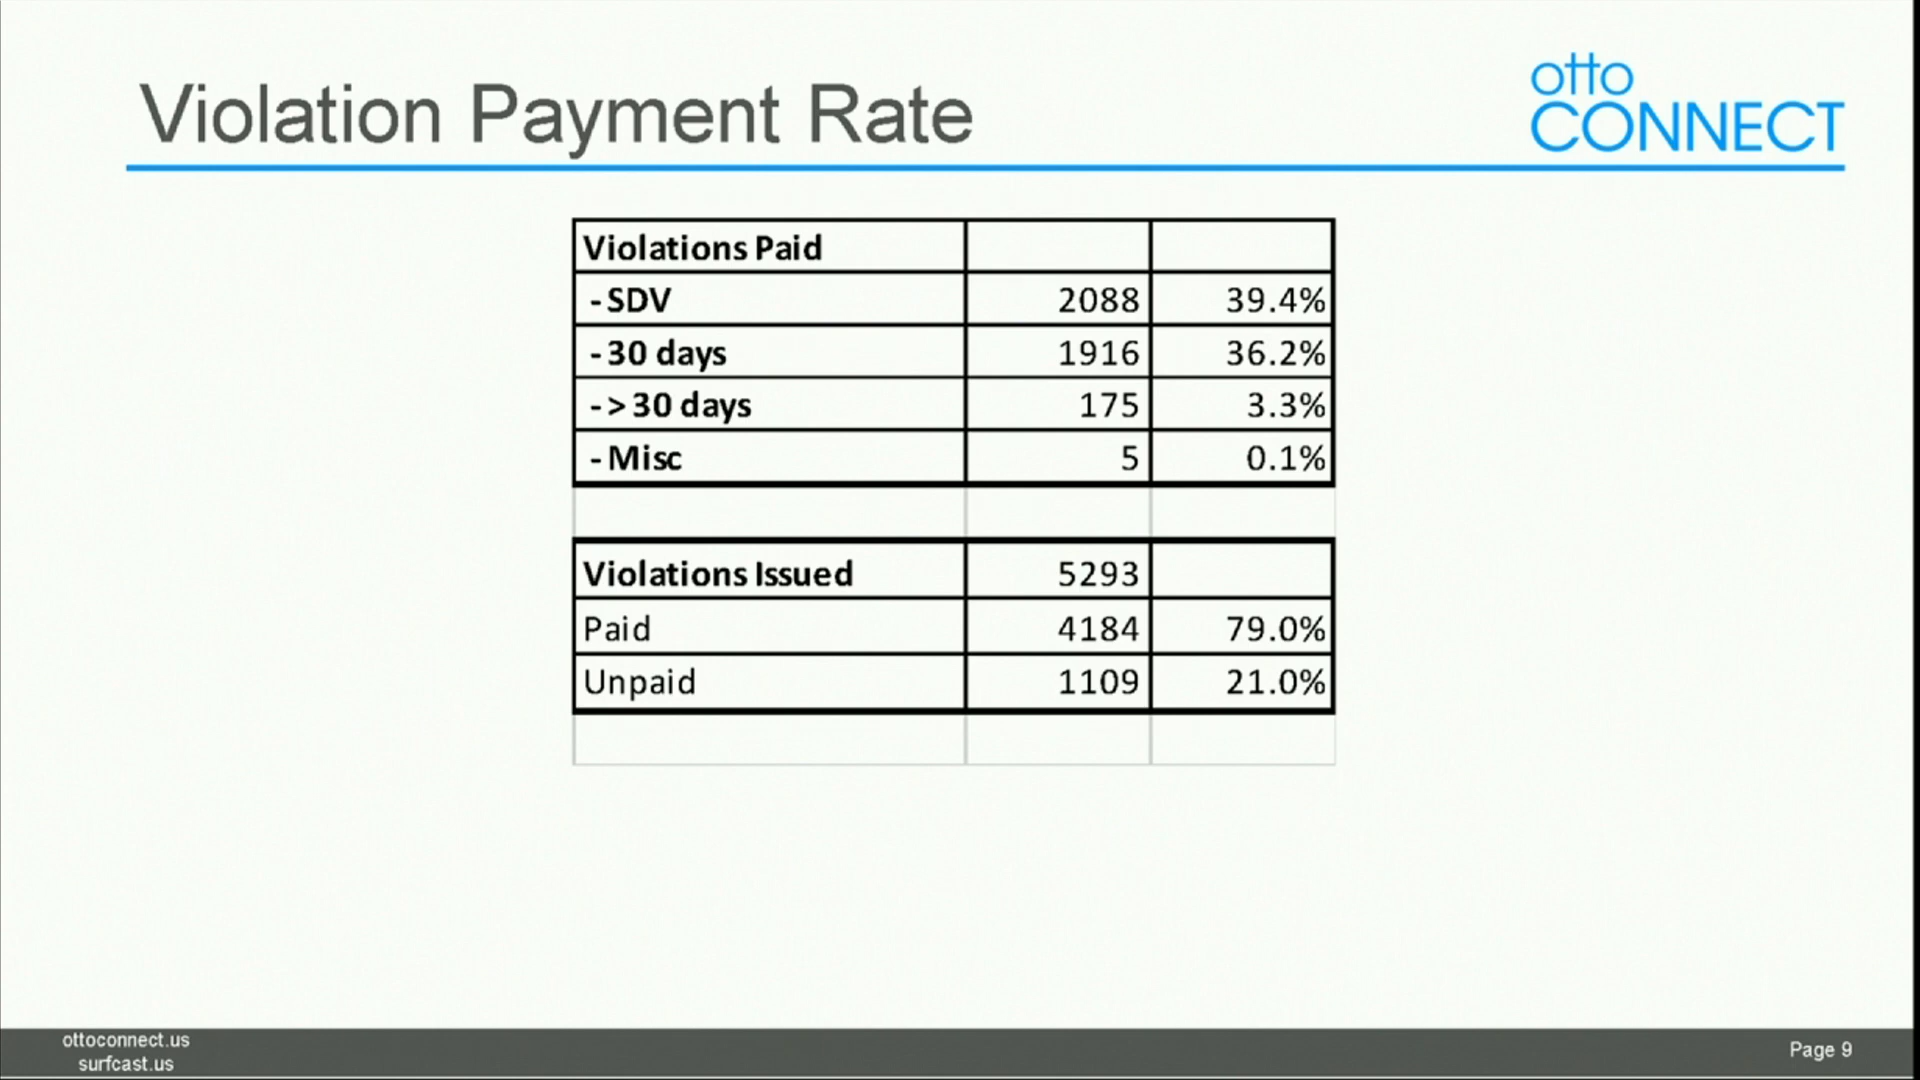 Violation Payment Rate
otto
CONNECT
Violations Paid
- SDV 2088 39.4%
- 30 days 1916 36.2%
- > 30 days 175 3.3%
- Misc 5 0.1%
Violations Issued 5293
Paid 4184 79.0%
Unpaid 1109 21.0%
ottoconnect.us
surfcast.us
Page 9